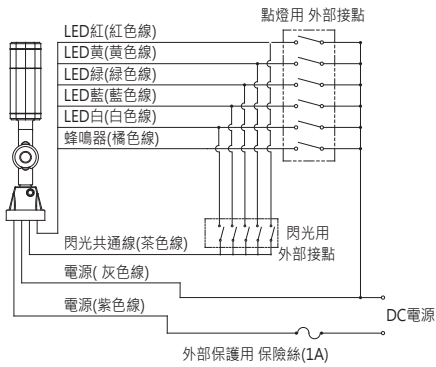 點燈用 外部接點
LED紅(紅色線)
LED黄(黄色線)
LED緑(緑色線)
LED藍(藍色線)
LED白(白色線)
蜂鳴器(橘色線)
閃光用
外部接點
閃光共通線(茶色線)
電源( 灰色線)
電源(紫色線)
DC電源
外部保護用 保險絲(1A)